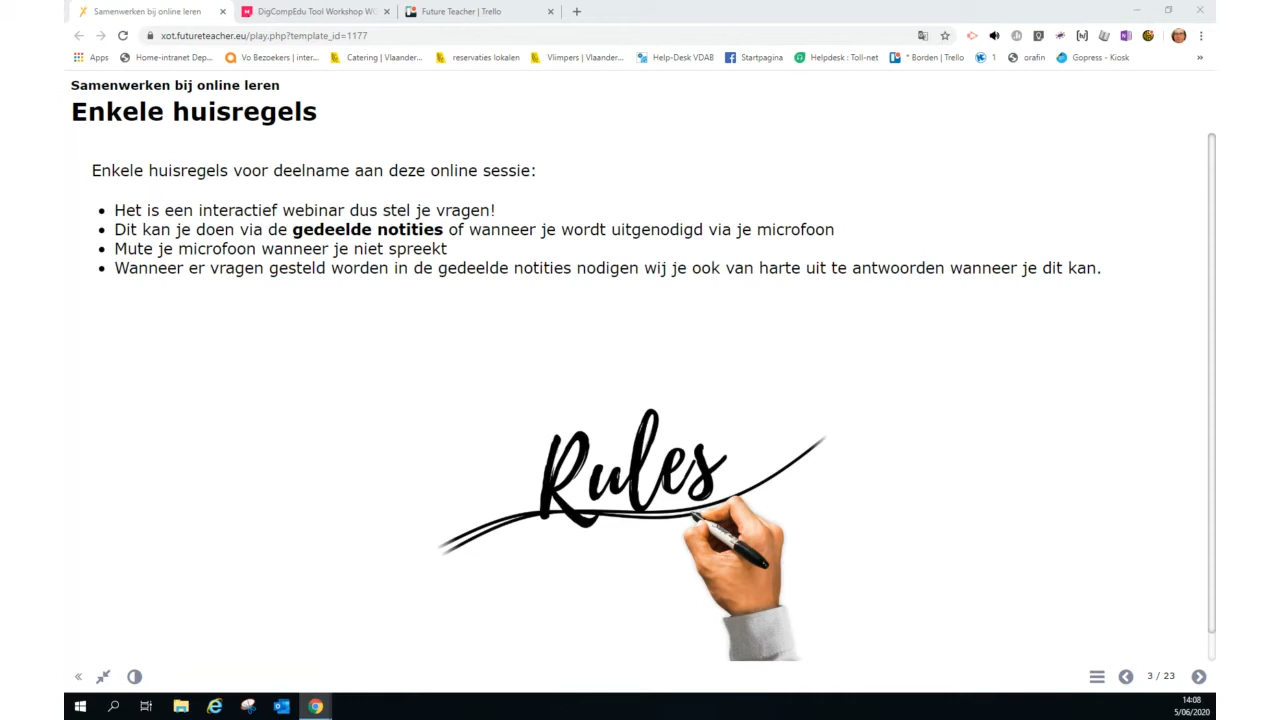 Samenwerken bij online leren
DigCompEdu Tool Workshop WO
Future Teacher | Trello
xot.futureteacher.eu/play.php?template_id=1177
Apps
Home-intranet Dep...
Vo Bezoekers | inter...
Catering | Vlaander...
reservaties lokalen
Vlimpers | Vlaander...
Help-Desk VDAB
Startpagina
Helpdesk : Toll-net
* Borden | Trello
1
orafin
Gopress - Kiosk
»
Samenwerken bij online leren
Enkele huisregels
Enkele huisregels voor deelname aan deze online sessie:
• Het is een interactief webinar dus stel je vragen!
• Dit kan je doen via de gedeelde notities of wanneer je wordt uitgenodigd via je microfoon
• Mute je microfoon wanneer je niet spreekt
• Wanneer er vragen gesteld worden in de gedeelde notities nodigen wij je ook van harte uit te antwoorden wanneer je dit kan.
Rules
«
3 / 23
14:08
5/06/2020